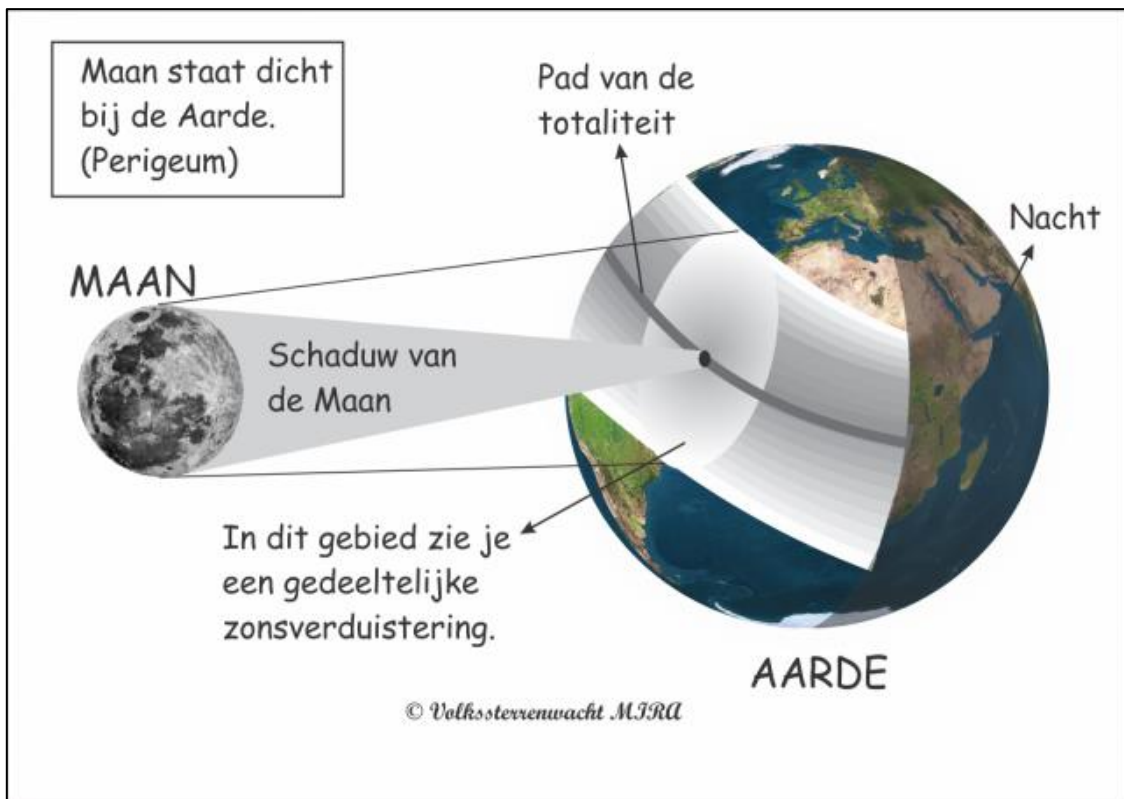 Maan staat dicht
bij de Aarde.
(Perigeum)
Pad van de
totaliteit
Nacht
MAAN
Schaduw van
de Maan
In dit gebied zie je
een gedeeltelijke
zonsverduistering.
AARDE
© Volkssterrenwacht MIRA